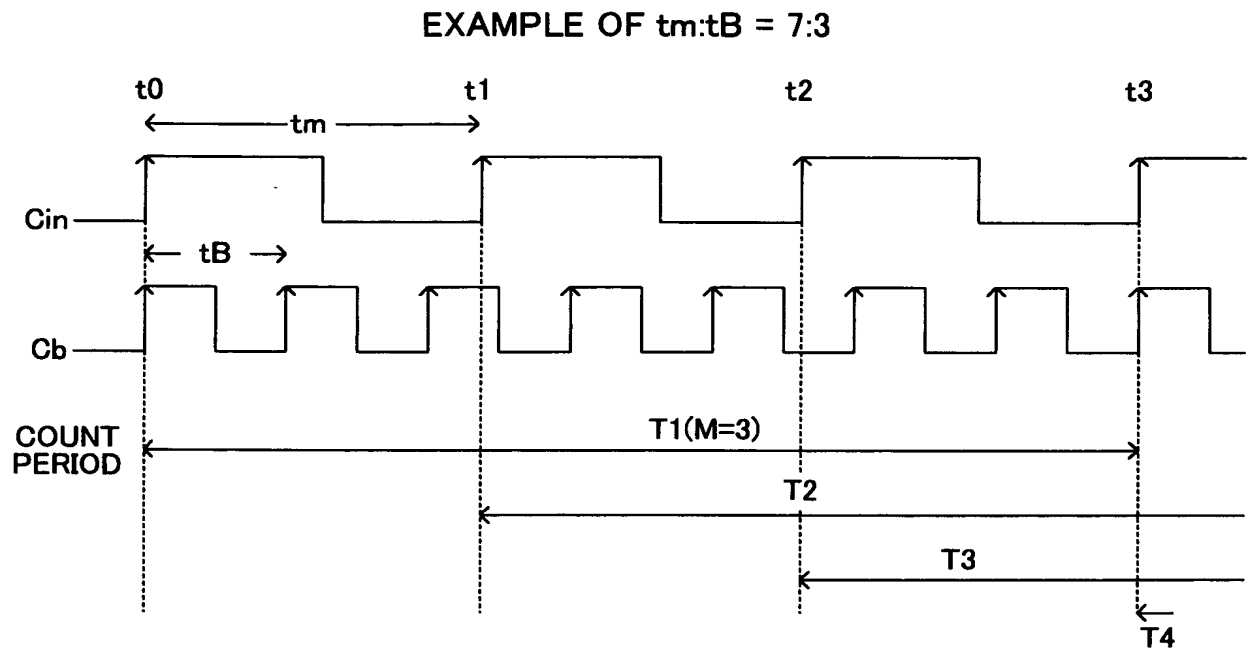 EXAMPLE OF tm:tB = 7:3
t0 t1 t2 t3
tm
Cin
tB
Cb
COUNT
PERIOD
T1(M=3)
T2
T3
T4